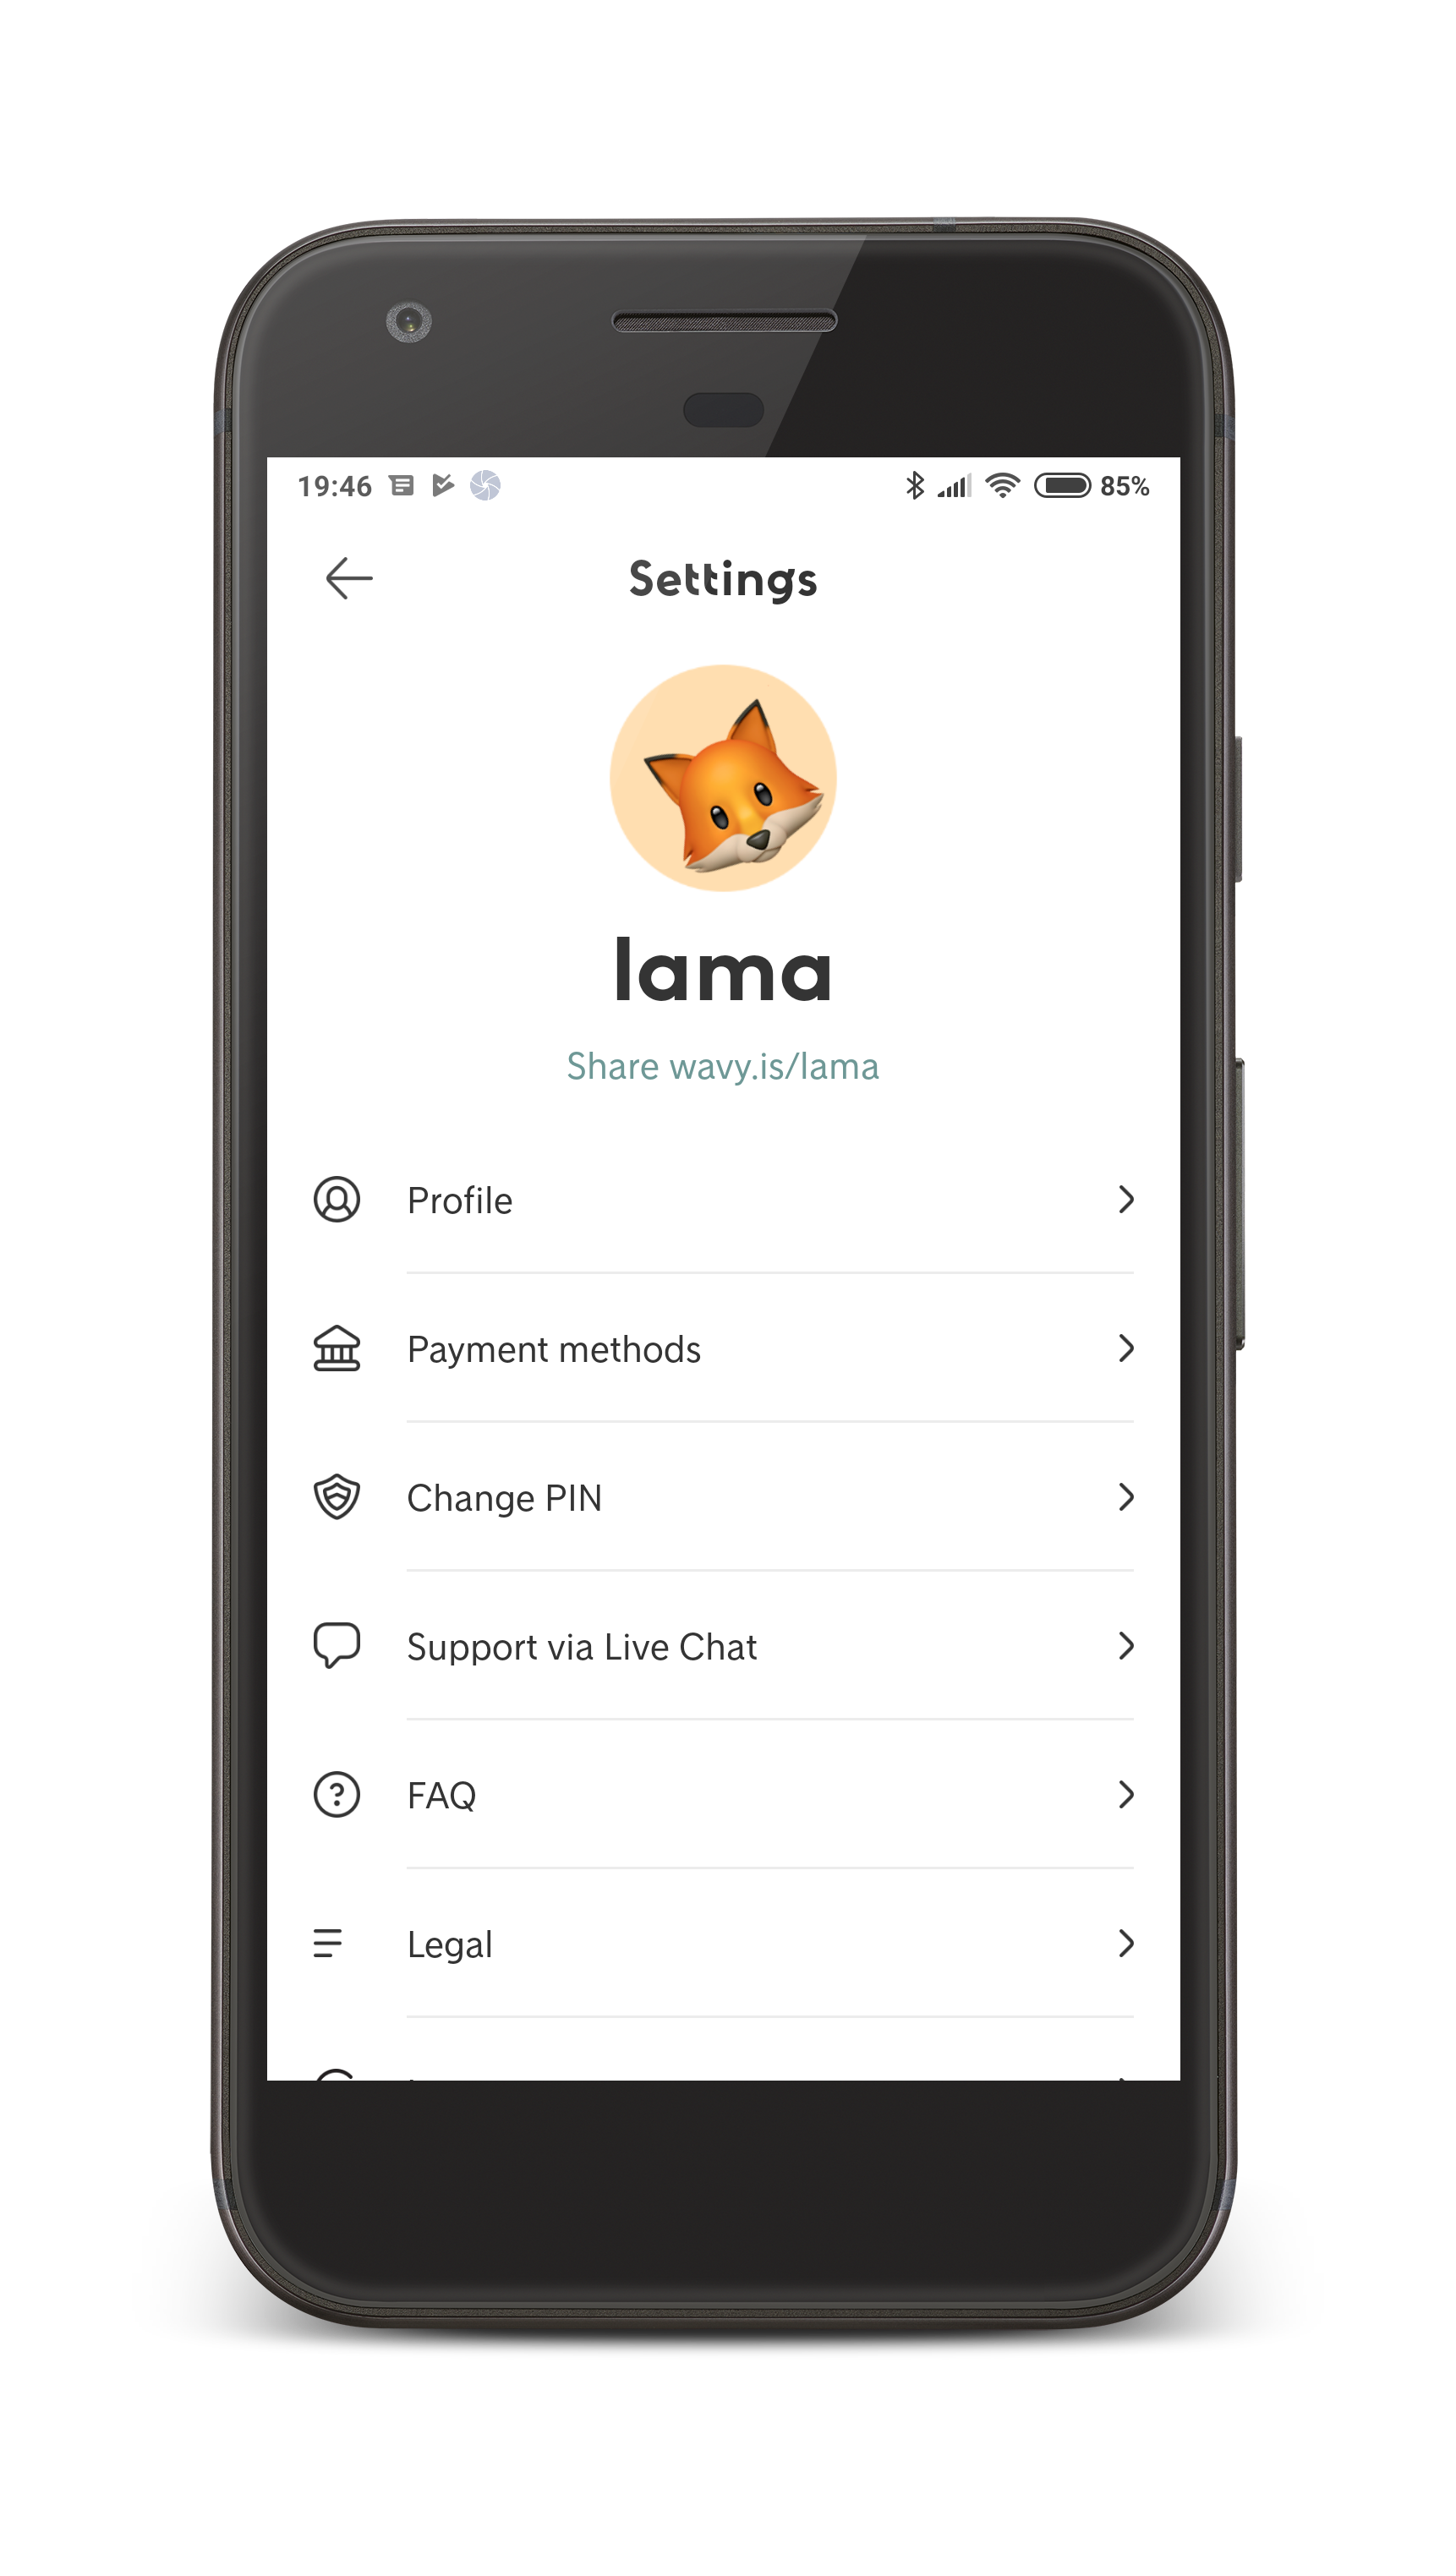 19:46 85%
Settings
lama
Share wavy.is/lama
Profile
Payment methods
Change PIN
Support via Live Chat
FAQ
Legal